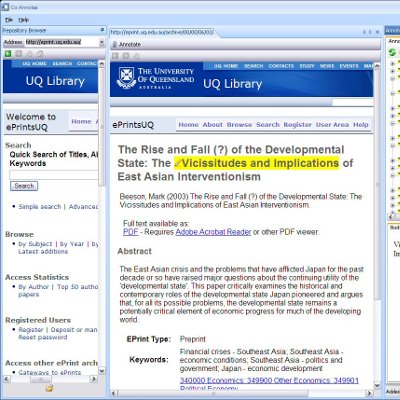 Co-Annotea
File Help
Repository Browser
Address http://eprint.uq.edu.au/
UQ HOME SEARCH CONTACTS
UQ Library
Welcome to
ePrintsUQ
Home
Search
Quick Search of Titles, Al
Keywords
Search
Simple search | Advanced
Browse
by Subject | by Year | by
Latest additions
Access Statistics
By Author | Top 50 autho
papers
Registered Users
Register | Deposit or man
Reset password
Access other ePrint arch
Gateways to ePrints
http://eprint.uq.edu.au/archive/00/00/06/03/
Annotate
UQ HOME SEARCH CONTACTS STUDY NEWS EVENTS MA
THE UNIVERSITY
OF QUEENSLAND
AUSTRALIA
UQ Library
ePrintsUQ
Home About Browse Search Register User Area Help
The Rise and Fall (?) of the Developmental
State: The Vicissitudes and Implications of
East Asian Interventionism
Beeson, Mark (2003) The Rise and Fall (?) of the Developmental State: The
Vicissitudes and Implications of East Asian Interventionism.
Full text available as:
PDF - Requires Adobe Acrobat Reader or other PDF viewer.
Abstract
The East Asian crisis and the problems that have afflicted Japan for the past
decade or so have raised major questions about the continuing utility of the
'developmental state'. This paper critically examines the historical and
contemporary roles of the developmental state Japan pioneered and argues
that, for all its possible problems, the developmental state remains a
potentially critical element of economic progress for much of the developing
world.
EPrint Type: Preprint
Keywords: Financial crises - Southeast Asia; Southeast Asia -
economic conditions; Southeast Asia - politics and
government; Japan - economic development
340000 Economics: 349900 Other Economics: 349901
Political Economy
Annota
Anno
Body
Vi
Im
Added